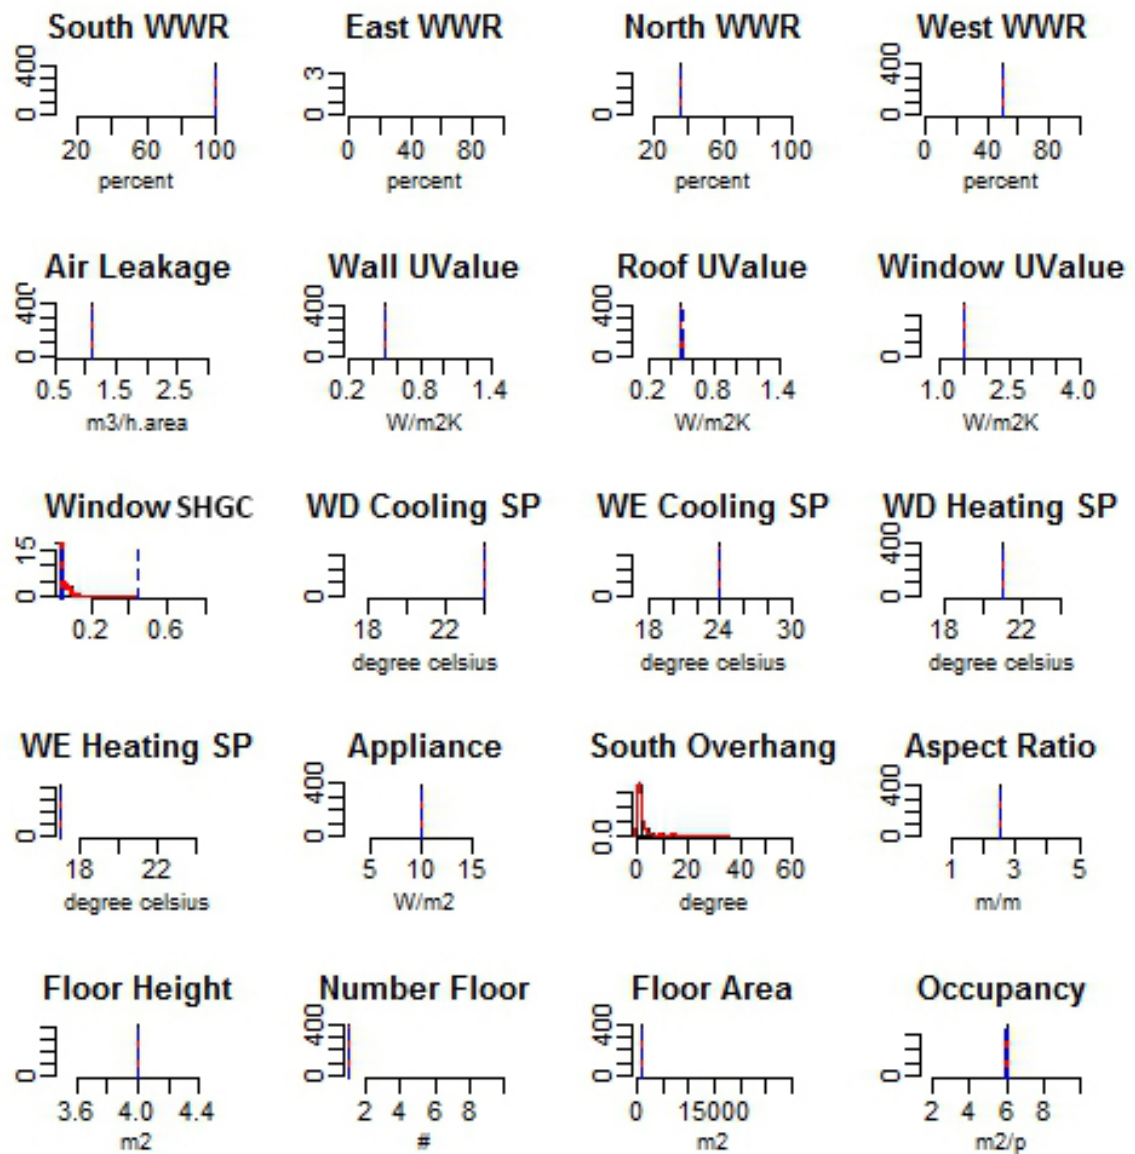 South WWR East WWR North WWR West WWR
0 400 0 3 0 0 400
20 60 100 0 40 80 20 60 100 0 40 80
percent percent percent percent
Air Leakage Wall UValue Roof UValue Window UValue
0 400 0 400 0 400 0
0.5 1.5 2.5 0.2 0.8 1.4 0.2 0.8 1.4 1.0 2.5 4.0
m3/h.area W/m2K W/m2K W/m2K
Window SHGC WD Cooling SP WE Cooling SP WD Heating SP
0 15 0 0 0 400
0.2 0.6 18 22 18 24 30 18 22
degree celsius degree celsius degree celsius
WE Heating SP Appliance South Overhang Aspect Ratio
0 0 400 0.0 0 400
18 22 5 10 15 0 20 40 60 1 3 5
degree celsius W/m2 degree m/m
Floor Height Number Floor Floor Area Occupancy
0 0 400 0 400 0
3.6 4.0 4.4 2 4 6 8 0 15000 2 4 6 8
m2 # m2 m2/p